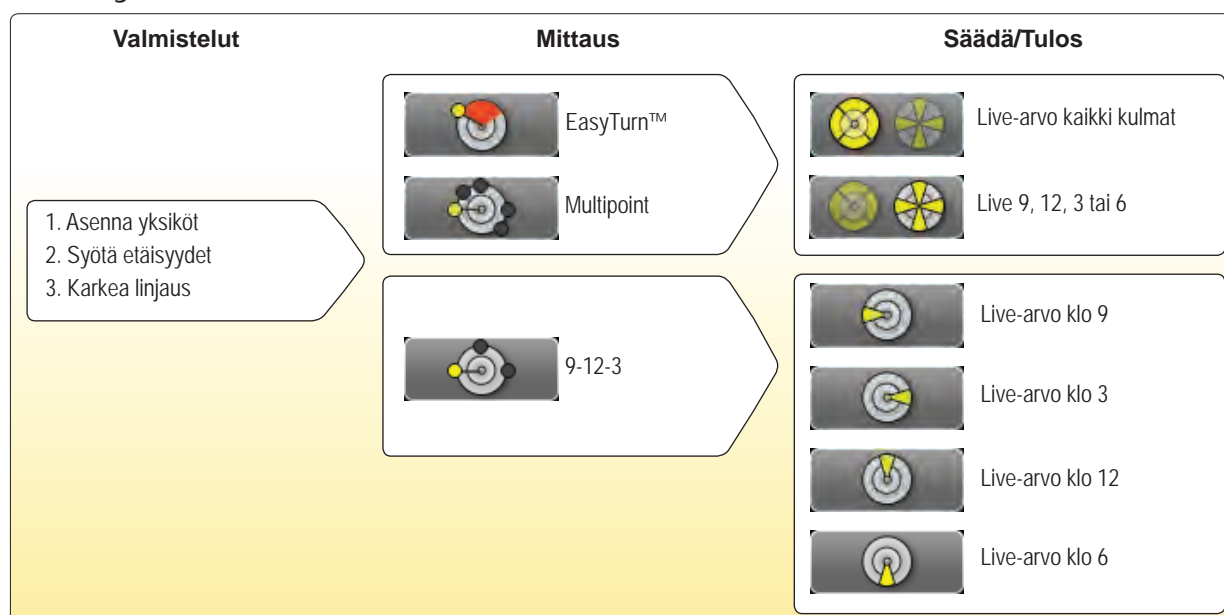 Valmistelut
Mittaus
Säädä/Tulos
1. Asenna yksiköt
2. Syötä etäisyydet
3. Karkea linjaus
EasyTurn™
Multipoint
9-12-3
Live-arvo kaikki kulmat
Live 9, 12, 3 tai 6
Live-arvo klo 9
Live-arvo klo 3
Live-arvo klo 12
Live-arvo klo 6